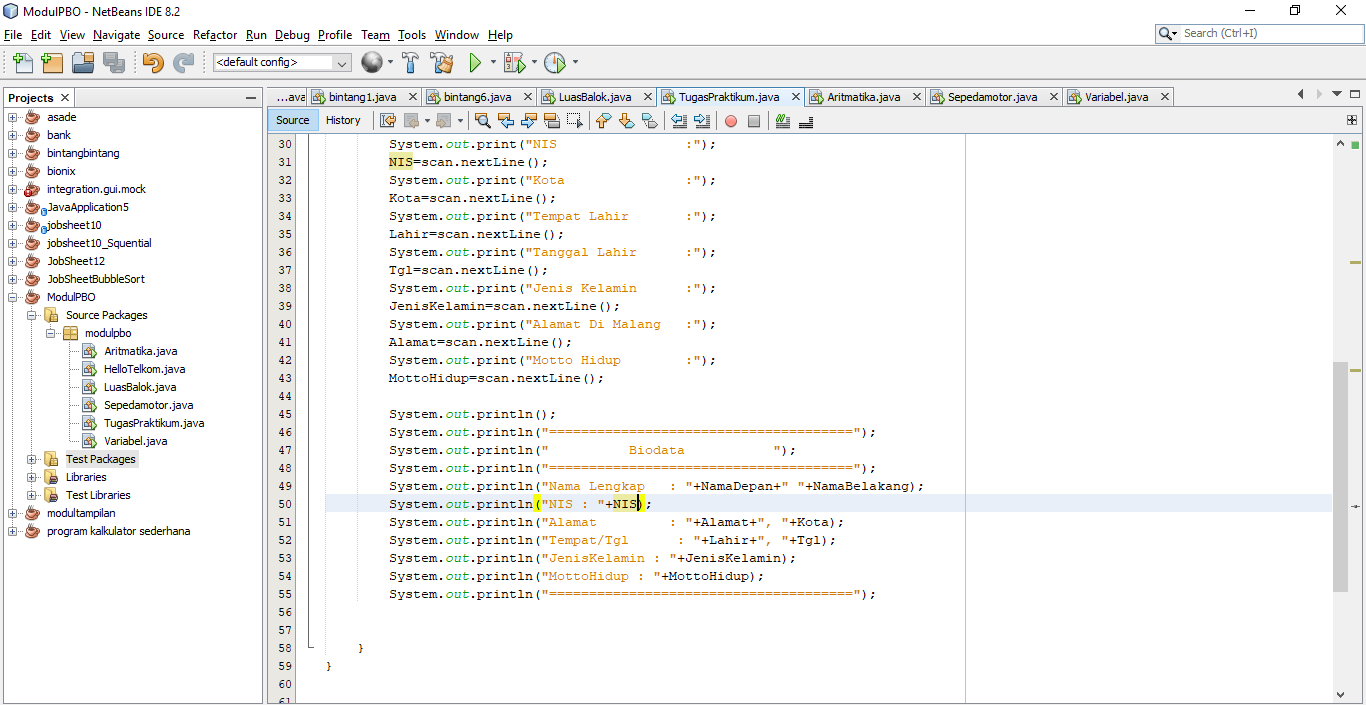 ModulPBO - NetBeans IDE 8.2
File Edit View Navigate Source Refactor Run Debug Profile Team Tools Window Help
Search (Ctrl+I)
<default config>
Projects
...ava bintang1.java bintang6.java LuasBalok.java TugasPraktikum.java Aritmatika.java Sepedamotor.java Variabel.java
Source History
asade
bank
bintangbintang
bionix
integration.gui.mock
JavaApplication5
jobsheet10
jobsheet10_Squential
JobSheet12
JobSheetBubbleSort
ModulPBO
Source Packages
modulpbo
Aritmatika.java
HelloTelkom.java
LuasBalok.java
Sepedamotor.java
TugasPraktikum.java
Variabel.java
Test Packages
Libraries
Test Libraries
modultampilan
program kalkulator sederhana
30 System.out.print("NIS                :");
31 NIS=scan.nextLine();
32 System.out.print("Kota               :");
33 Kota=scan.nextLine();
34 System.out.print("Tempat Lahir       :");
35 Lahir=scan.nextLine();
36 System.out.print("Tanggal Lahir      :");
37 Tgl=scan.nextLine();
38 System.out.print("Jenis Kelamin      :");
39 JenisKelamin=scan.nextLine();
40 System.out.print("Alamat Di Malang   :");
41 Alamat=scan.nextLine();
42 System.out.print("Motto Hidup        :");
43 MottoHidup=scan.nextLine();
44
45 System.out.println();
46 System.out.println("======================================");
47 System.out.println("          Biodata           ");
48 System.out.println("======================================");
49 System.out.println("Nama Lengkap   : "+NamaDepan+" "+NamaBelakang);
50 System.out.println("NIS : "+NIS);
51 System.out.println("Alamat         : "+Alamat+", "+Kota);
52 System.out.println("Tempat/Tgl      : "+Lahir+", "+Tgl);
53 System.out.println("JenisKelamin : "+JenisKelamin);
54 System.out.println("MottoHidup : "+MottoHidup);
55 System.out.println("======================================");
56
57
58 }
59 }
60
61